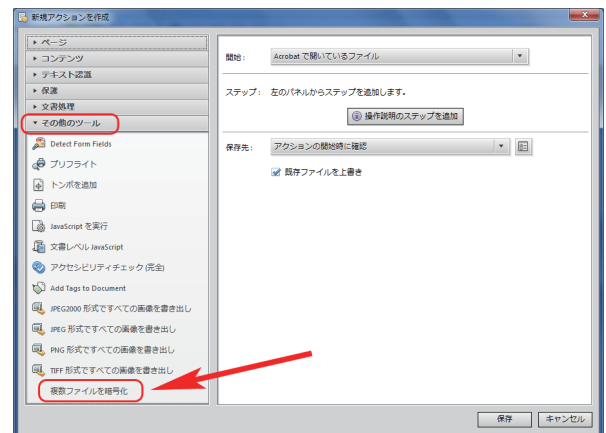 新規アクションを作成
ページ
コンテンツ
テキスト認識
保護
文書処理
その他のツール
Detect Form Fields
プリフライト
トンボを追加
印刷
JavaScript を実行
文書レベル JavaScript
アクセシビリティチェック (完全)
Add Tags to Document
JPEG2000 形式ですべての画像を書き出し
JPEG 形式ですべての画像を書き出し
PNG 形式ですべての画像を書き出し
TIFF 形式ですべての画像を書き出し
複数ファイルを暗号化
開始: Acrobat で開いているファイル
ステップ: 左のパネルからステップを追加します。
操作説明のステップを追加
保存先: アクションの開始時に確認
既存ファイルを上書き
保存 キャンセル